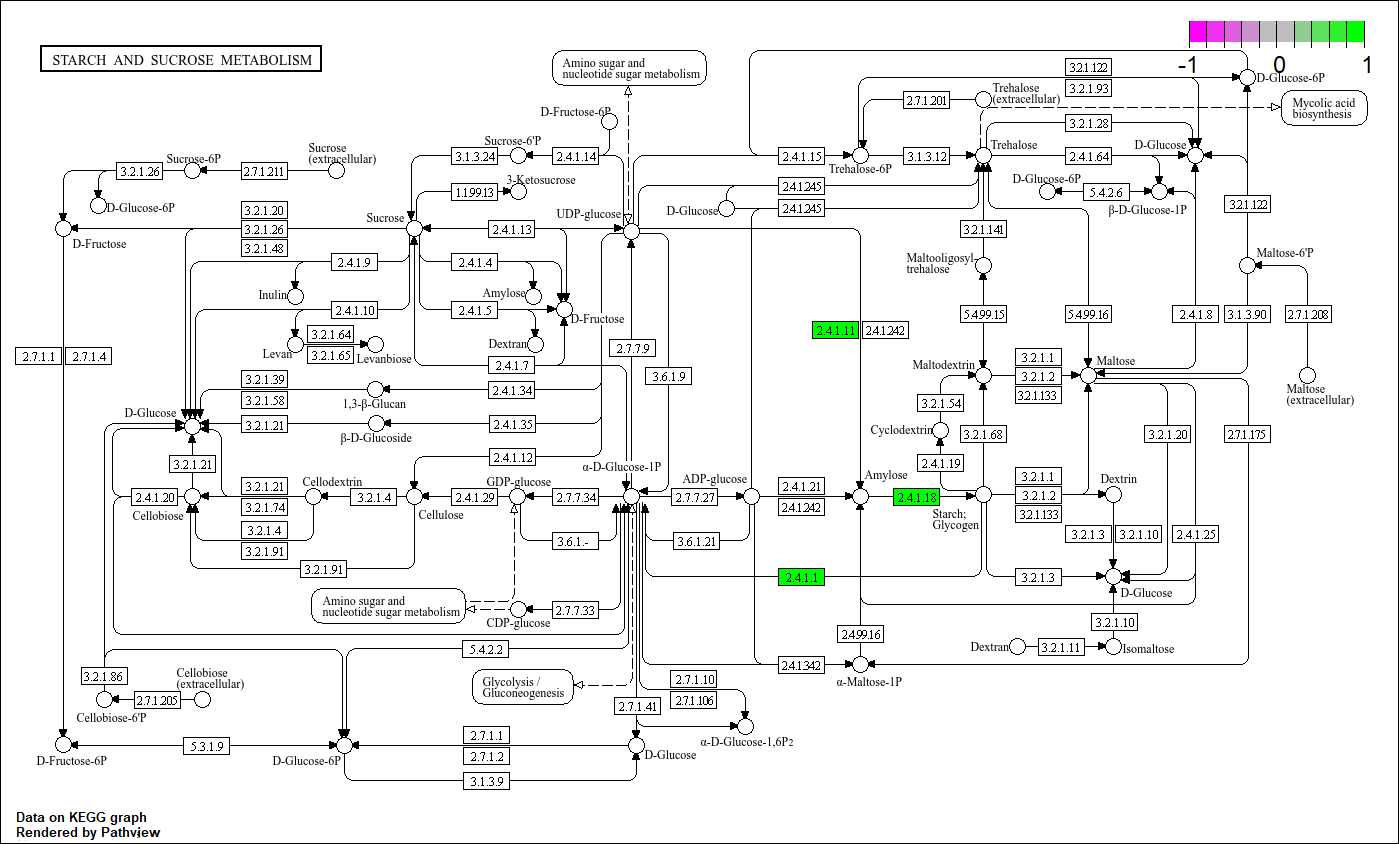 STARCH AND SUCROSE METABOLISM
-1 0 1
Amino sugar and
nucleotide sugar metabolism
3.2.1.122
D-Glucose-6P
3.2.1.93
2.7.1.201
Trehalose
(extracellular)
Mycolic acid
biosynthesis
D-Fructose-6P
3.2.1.28
Sucrose-6'P
3.1.3.24
2.4.1.14
2.4.1.15
Trehalose-6P
3.1.3.12
Trehalose
2.4.1.64
D-Glucose
Sucrose-6P
Sucrose
(extracellular)
3.2.1.26
2.7.1.211
D-Glucose-6P
3-Ketosucrose
1.1.99.13
2.4.1.245
D-Glucose
2.4.1.245
D-Glucose-6P
5.4.2.6
β-D-Glucose-1P
3.2.1.122
3.2.1.20
3.2.1.26
3.2.1.48
Sucrose
UDP-glucose
2.4.1.13
D-Fructose
3.2.1.141
Maltooligosyl-
trehalose
Maltose-6'P
2.4.1.9
2.4.1.4
Inulin
Amylose
2.4.1.10
2.4.1.5
D-Fructose
5.4.99.15
5.4.99.16
2.4.1.8
3.1.3.90
2.7.1.208
2.4.1.11
2.4.1.242
3.2.1.64
3.2.1.65
Levan
Levanbiose
Dextran
2.7.7.9
2.7.1.1
2.7.1.4
2.4.1.7
3.6.1.9
Maltodextrin
3.2.1.1
3.2.1.2
3.2.1.133
Maltose
3.2.1.39
3.2.1.58
1,3-β-Glucan
2.4.1.34
Maltose
(extracellular)
3.2.1.54
D-Glucose
3.2.1.21
β-D-Glucoside
2.4.1.35
Cyclodextrin
3.2.1.68
3.2.1.20
2.7.1.175
3.2.1.21
2.4.1.12
2.4.1.19
α-D-Glucose-1P
ADP-glucose
Amylose
2.4.1.20
Cellobiose
3.2.1.21
3.2.1.74
3.2.1.4
3.2.1.91
Cellodextrin
3.2.1.4
Cellulose
2.4.1.29
GDP-glucose
2.7.7.34
2.7.7.27
2.4.1.21
2.4.1.242
2.4.1.18
Starch;
Glycogen
3.2.1.1
3.2.1.2
3.2.1.133
Dextrin
3.6.1.-
3.6.1.21
3.2.1.3
3.2.1.10
2.4.1.25
3.2.1.91
2.4.1.1
3.2.1.3
D-Glucose
Amino sugar and
nucleotide sugar metabolism
CDP-glucose
2.7.7.33
3.2.1.10
2.4.99.16
Dextran
3.2.1.11
Isomaltose
5.4.2.2
2.4.1.342
α-Maltose-1P
3.2.1.86
Cellobiose
(extracellular)
2.7.1.205
Cellobiose-6'P
Glycolysis /
Gluconeogenesis
2.7.1.10
2.7.1.106
2.7.1.41
α-D-Glucose-1,6P2
D-Fructose-6P
5.3.1.9
D-Glucose-6P
2.7.1.1
2.7.1.2
D-Glucose
3.1.3.9
Data on KEGG graph
Rendered by Pathview